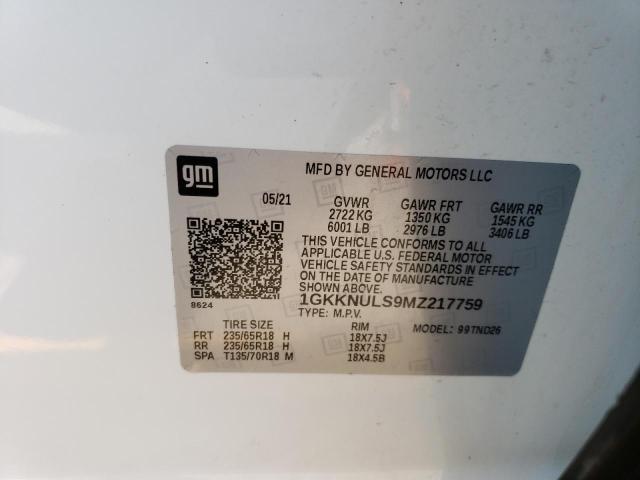 gm
MFD BY GENERAL MOTORS LLC
05/21 GVWR GAWR FRT GAWR RR
2722 KG 1350 KG 1545 KG
6001 LB 2976 LB 3406 LB
THIS VEHICLE CONFORMS TO ALL
APPLICABLE U.S. FEDERAL MOTOR
VEHICLE SAFETY STANDARDS IN EFFECT
ON THE DATE OF MANUFACTURE
SHOWN ABOVE.
8624
1GKKNULS9MZ217759
TYPE: M.P.V.
TIRE SIZE RIM MODEL: 99TND26
FRT 235/65R18 H 18X7.5J
RR 235/65R18 H 18X7.5J
SPA T135/70R18 M 18X4.5B